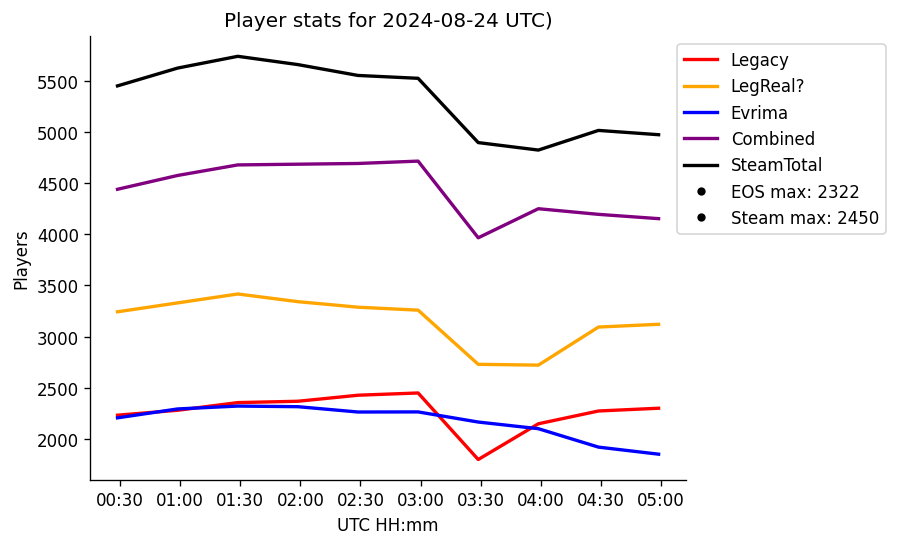 Player stats for 2024-08-24 UTC)
Legacy
LegReal?
Evrima
Combined
SteamTotal
EOS max: 2322
Steam max: 2450
Players
5500
5000
4500
4000
3500
3000
2500
2000
00:30 01:00 01:30 02:00 02:30 03:00 03:30 04:00 04:30 05:00
UTC HH:mm